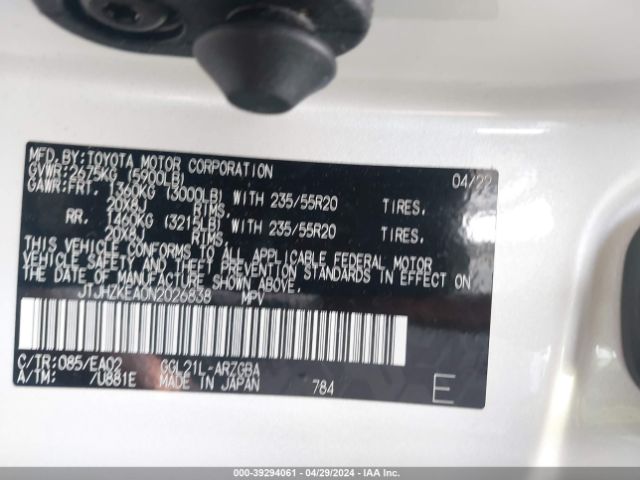 MFD.BY:TOYOTA MOTOR CORPORATION 04/22
GVWR:2675KG (5900LB)
GAWR:FRT. 1360KG (3000LB) WITH 235/55R20 TIRES,
20X8J RIMS,
RR. 1460KG (3215LB) WITH 235/55R20 TIRES,
20X8J RIMS,
THIS VEHICLE CONFORMS TO ALL APPLICABLE FEDERAL MOTOR
VEHICLE SAFETY AND THEFT PREVENTION STANDARDS IN EFFECT ON
THE DATE OF MANUFACTURE SHOWN ABOVE.
JTJHZKEA0N2026838 MPV
C/TR:085/EA02 GGL21L-ARZGBA
A/TM: /U881E MADE IN JAPAN 784 E
000-39294061 - 04/29/2024 - IAAI.com